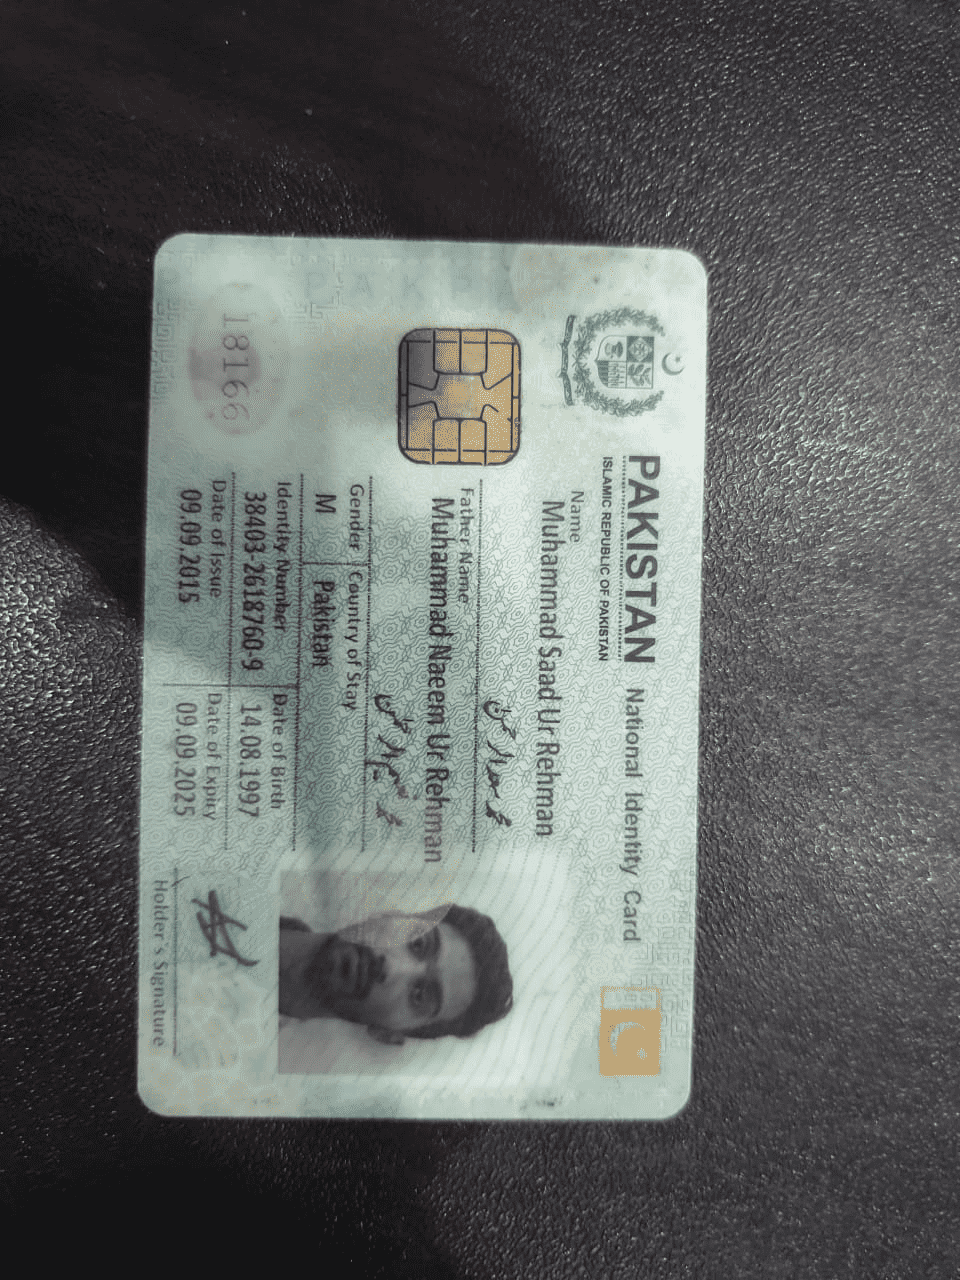 PAKISTAN National Identity Card
ISLAMIC REPUBLIC OF PAKISTAN
Name
Muhammad Saad Ur Rehman
محمد سعد الرحمن
Father Name
Muhammad Naeem Ur Rehman
محمد نعیم الرحمن
Gender Country of Stay
M Pakistan
Identity Number Date of Birth
38403-2618760-9 14.08.1997
Date of Issue Date of Expiry
09.09.2015 09.09.2025
Holder's Signature
18166
PAK